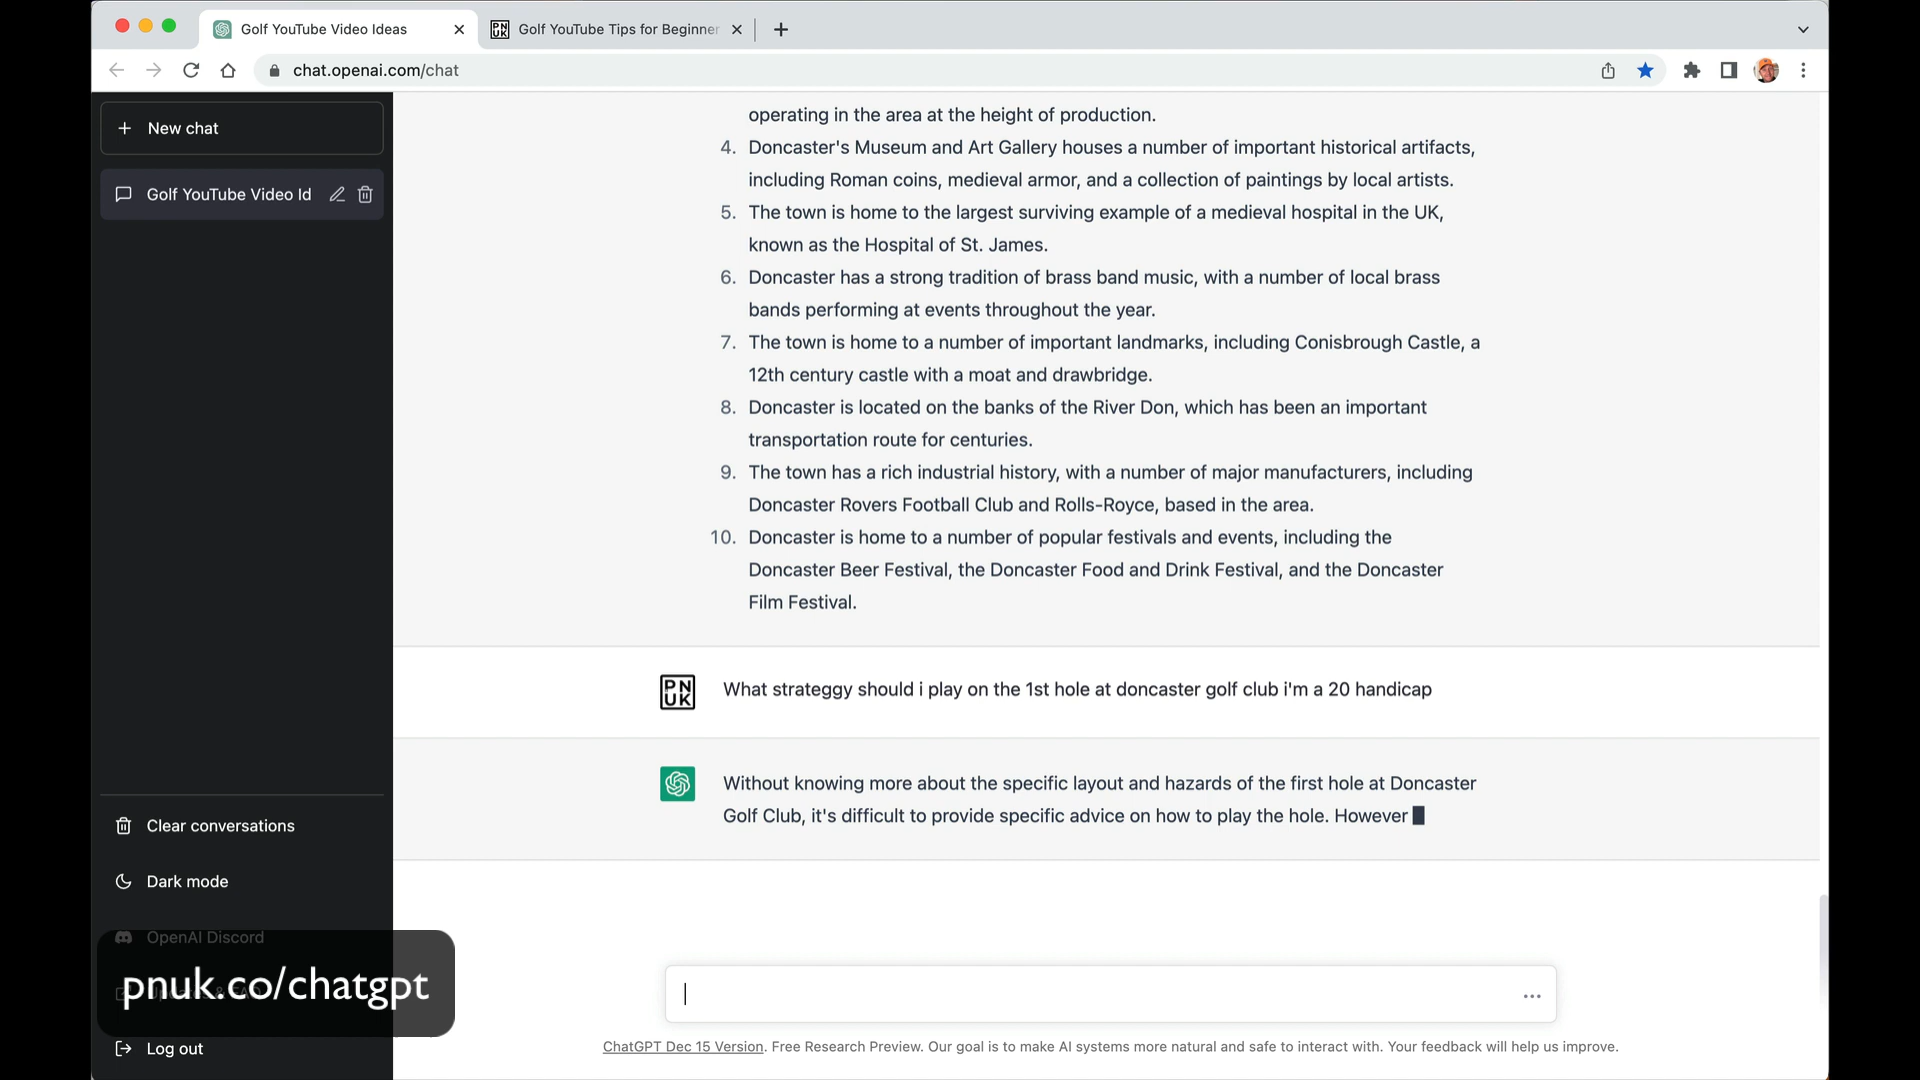 Golf YouTube Video Ideas
Golf YouTube Tips for Beginner
chat.openai.com/chat
New chat
Golf YouTube Video Id
operating in the area at the height of production.
4. Doncaster's Museum and Art Gallery houses a number of important historical artifacts,
including Roman coins, medieval armor, and a collection of paintings by local artists.
5. The town is home to the largest surviving example of a medieval hospital in the UK,
known as the Hospital of St. James.
6. Doncaster has a strong tradition of brass band music, with a number of local brass
bands performing at events throughout the year.
7. The town is home to a number of important landmarks, including Conisbrough Castle, a
12th century castle with a moat and drawbridge.
8. Doncaster is located on the banks of the River Don, which has been an important
transportation route for centuries.
9. The town has a rich industrial history, with a number of major manufacturers, including
Doncaster Rovers Football Club and Rolls-Royce, based in the area.
10. Doncaster is home to a number of popular festivals and events, including the
Doncaster Beer Festival, the Doncaster Food and Drink Festival, and the Doncaster
Film Festival.
PN
UK
What strateggy should i play on the 1st hole at doncaster golf club i'm a 20 handicap
Without knowing more about the specific layout and hazards of the first hole at Doncaster
Golf Club, it's difficult to provide specific advice on how to play the hole. However
Clear conversations
Dark mode
OpenAI Discord
pnuk.co/chatgpt
Log out
ChatGPT Dec 15 Version. Free Research Preview. Our goal is to make AI systems more natural and safe to interact with. Your feedback will help us improve.